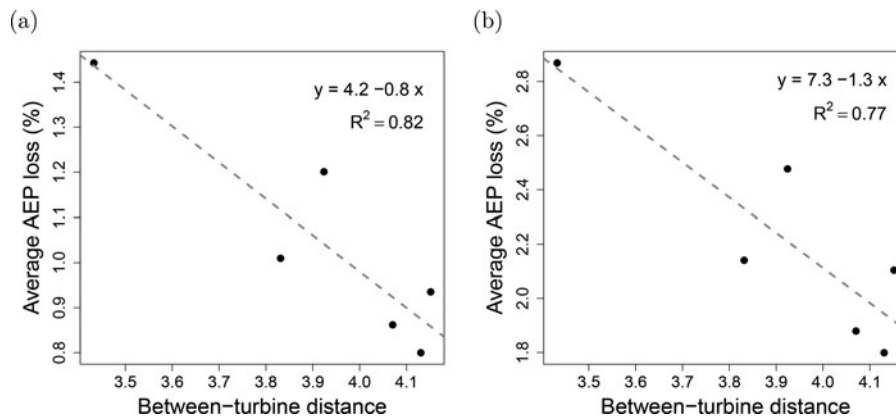 (a)
y = 4.2 −0.8 x
R² = 0.82
Average AEP loss (%)
0.8 0.9 1.0 1.1 1.2 1.3 1.4
3.5 3.6 3.7 3.8 3.9 4.0 4.1
Between−turbine distance
(b)
y = 7.3 −1.3 x
R² = 0.77
Average AEP loss (%)
1.8 2.0 2.2 2.4 2.6 2.8
3.5 3.6 3.7 3.8 3.9 4.0 4.1
Between−turbine distance